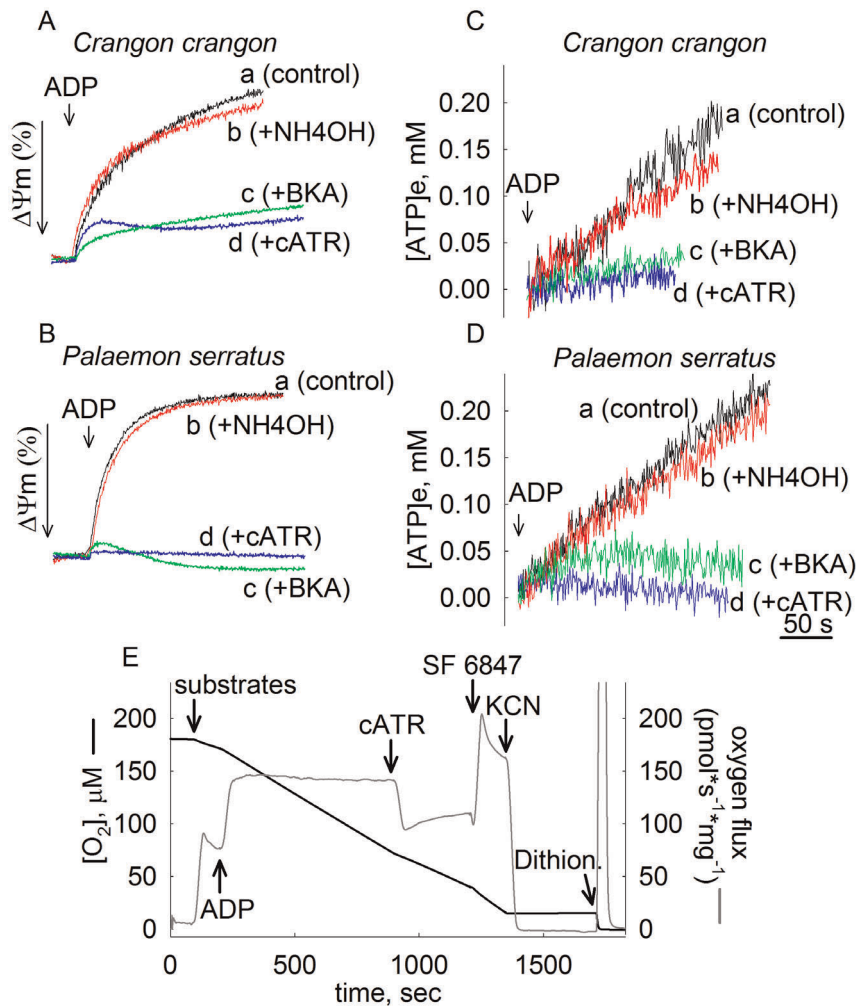 A
Crangon crangon
ADP
a (control)
b (+NH4OH)
c (+BKA)
d (+cATR)
ΔΨm (%)
C
Crangon crangon
0.20
0.15
0.10
0.05
0.00
[ATP]e, mM
ADP
a (control)
b (+NH4OH)
c (+BKA)
d (+cATR)
B
Palaemon serratus
ADP
a (control)
b (+NH4OH)
d (+cATR)
c (+BKA)
ΔΨm (%)
D
Palaemon serratus
0.20
0.15
0.10
0.05
0.00
[ATP]e, mM
ADP
a (control)
b (+NH4OH)
c (+BKA)
d (+cATR)
50 s
E
substrates
ADP
cATR
SF 6847
KCN
Dithion.
200
150
100
50
0
[O2], µM
200
150
100
50
0
oxygen flux
(pmol*s-1*mg-1)
0
500
1000
1500
time, sec